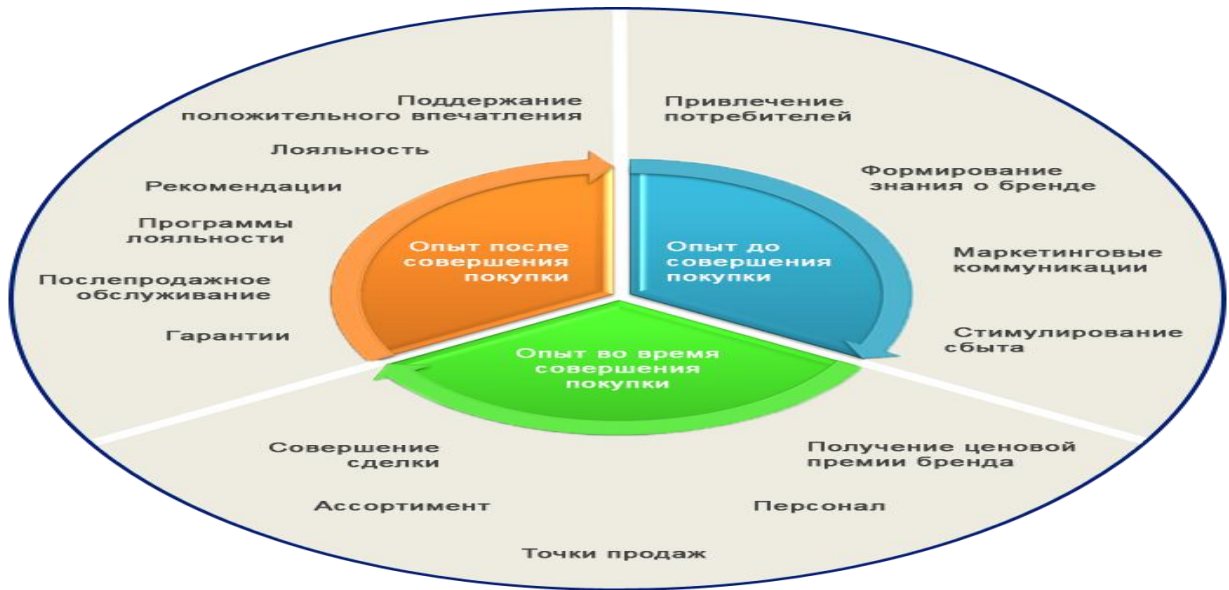 Поддержание
положительного впечатления
Лояльность
Рекомендации
Программы
лояльности
Послепродажное
обслуживание
Гарантии
Привлечение
потребителей
Формирование
знания о бренде
Маркетинговые
коммуникации
Стимулирование
сбыта
Опыт после
совершения
покупки
Опыт до
совершения
покупки
Опыт во время
совершения
покупки
Совершение
сделки
Ассортимент
Точки продаж
Получение ценовой
премии бренда
Персонал